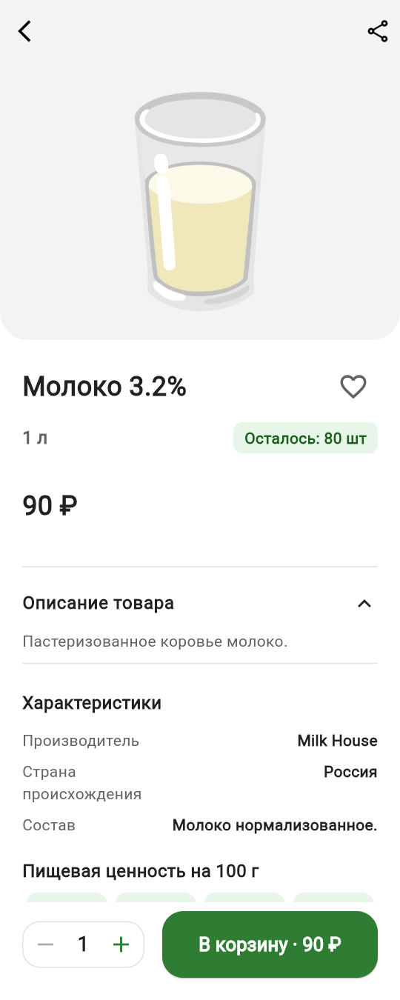 Молоко 3.2%
1 л
Осталось: 80 шт
90 ₽
Описание товара
Пастеризованное коровье молоко.
Характеристики
Производитель
Milk House
Страна
происхождения
Россия
Состав
Молоко нормализованное.
Пищевая ценность на 100 г
1
В корзину · 90 ₽